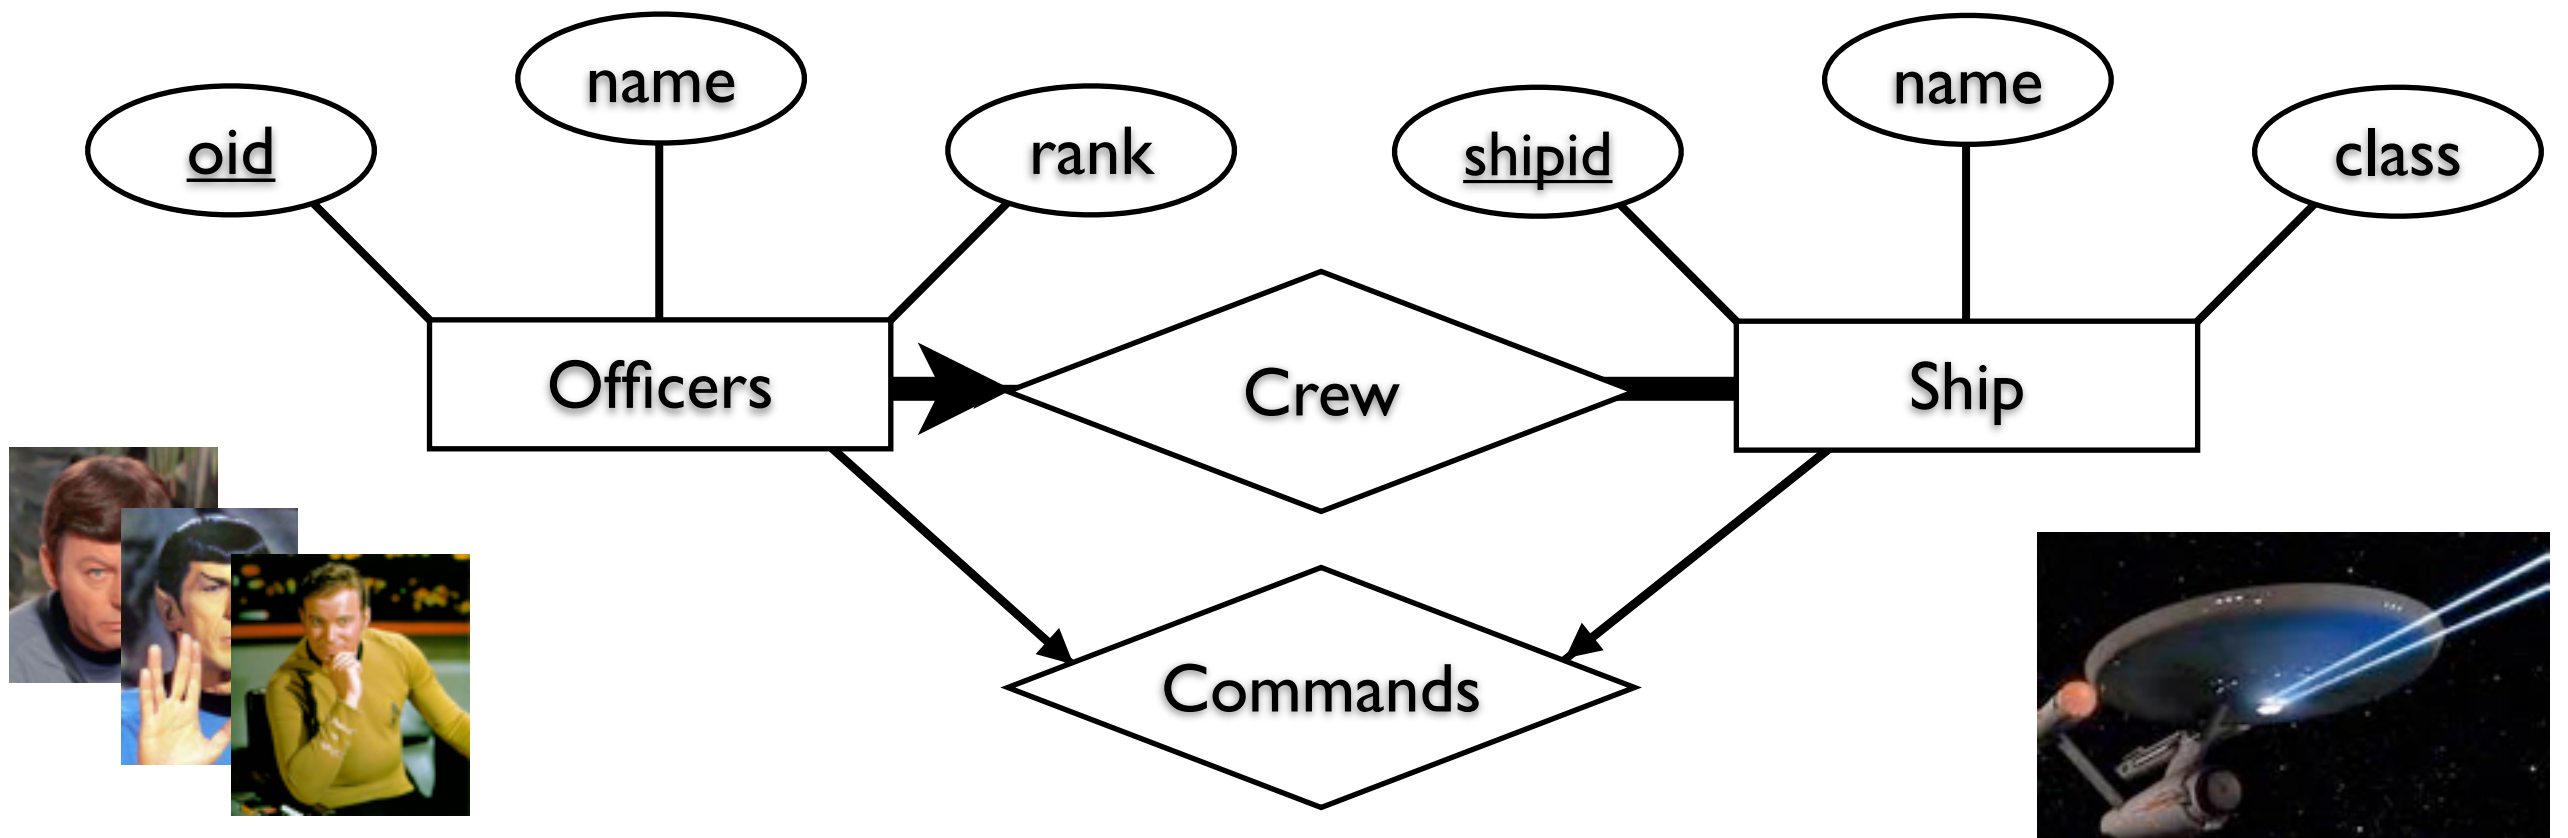 name
name
oid
rank
shipid
class
Officers
Crew
Ship
Commands